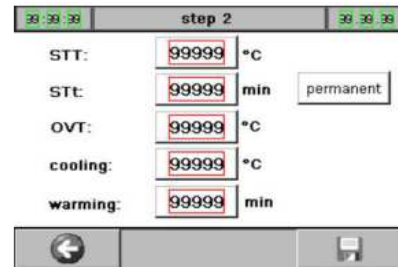 39:39:39 step 2 39.39.39
STT: 99999 °C
STt: 99999 min permanent
OVT: 99999 °C
cooling: 99999 °C
warming: 99999 min